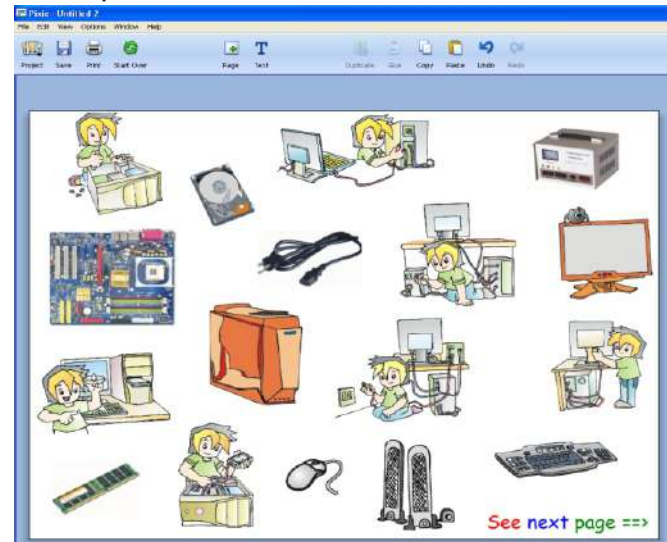 Pixie - Untitled 2
File Edit View Options Window Help
Project Save Print Start Over Page Text Duplicate Copy Paste Undo Redo
See next page ==>